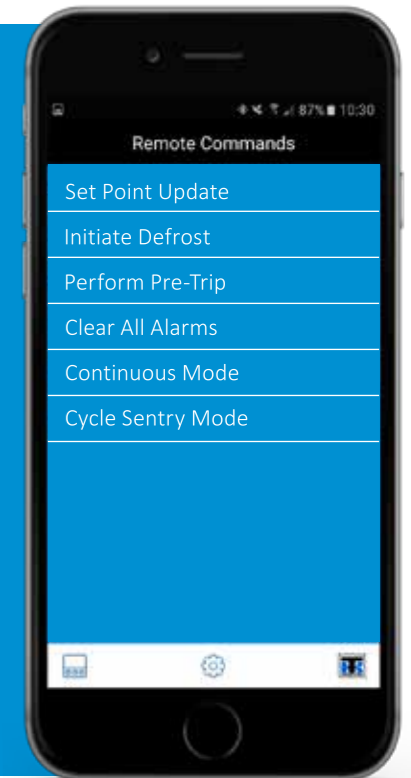 87% 10:30
Remote Commands
Set Point Update
Initiate Defrost
Perform Pre-Trip
Clear All Alarms
Continuous Mode
Cycle Sentry Mode